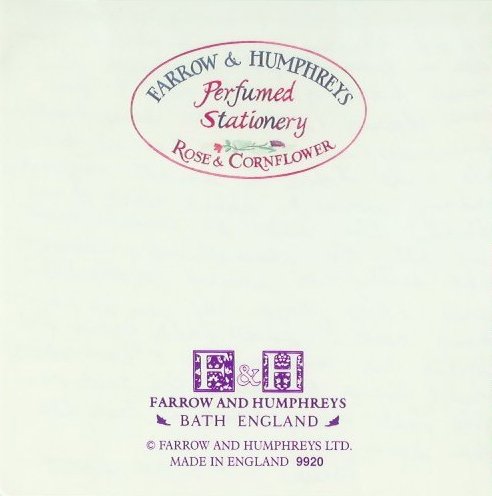 FARROW & HUMPHREYS
Perfumed
Stationery
ROSE & CORNFLOWER
F&H
FARROW AND HUMPHREYS
BATH ENGLAND
© FARROW AND HUMPHREYS LTD.
MADE IN ENGLAND 9920